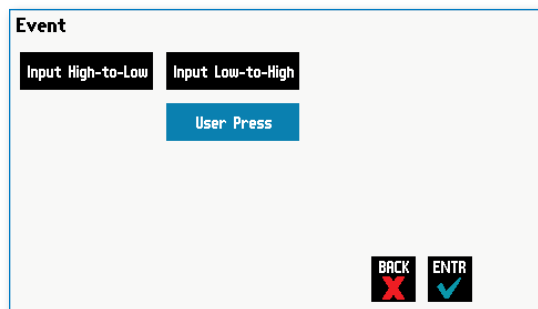 Event
Input High-to-Low
Input Low-to-High
User Press
BACK
ENTR